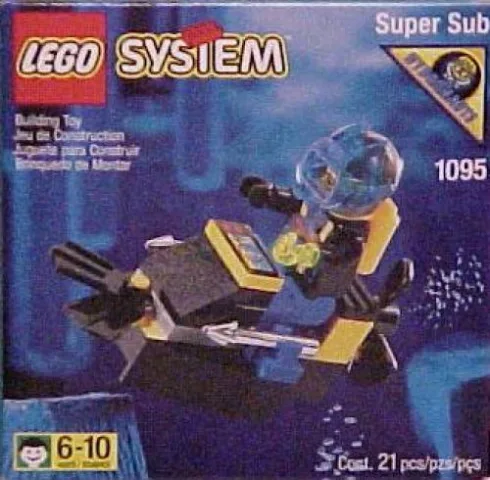 LEGO SYSTEM
Super Sub
Building Toy
Jeu de Construction
Juguete para Construir
Brinquedo de Montar
1095
6-10
Cont. 21 pcs/pzs/pçs